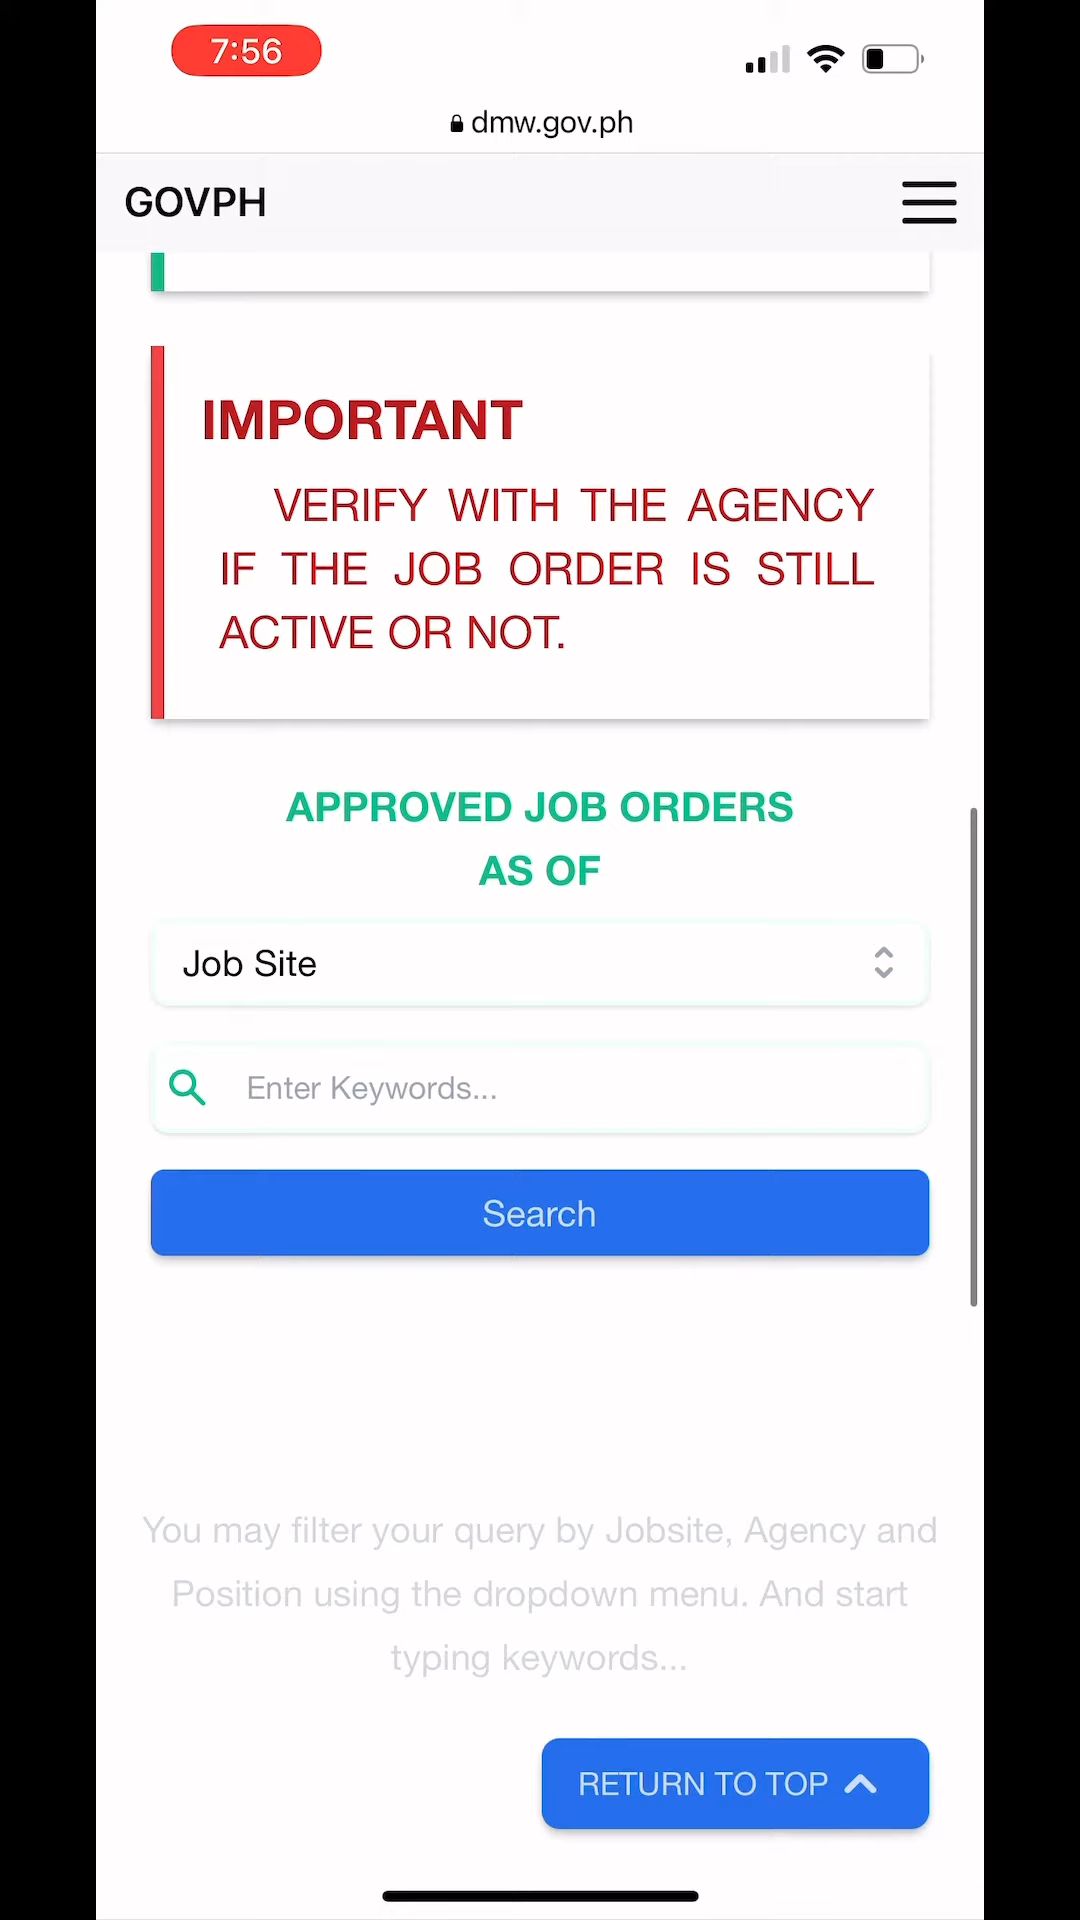 7:56
dmw.gov.ph
GOVPH
IMPORTANT
VERIFY WITH THE AGENCY
IF THE JOB ORDER IS STILL
ACTIVE OR NOT.
APPROVED JOB ORDERS
AS OF
Job Site
Enter Keywords...
Search
You may filter your query by Jobsite, Agency and
Position using the dropdown menu. And start
typing keywords...
RETURN TO TOP